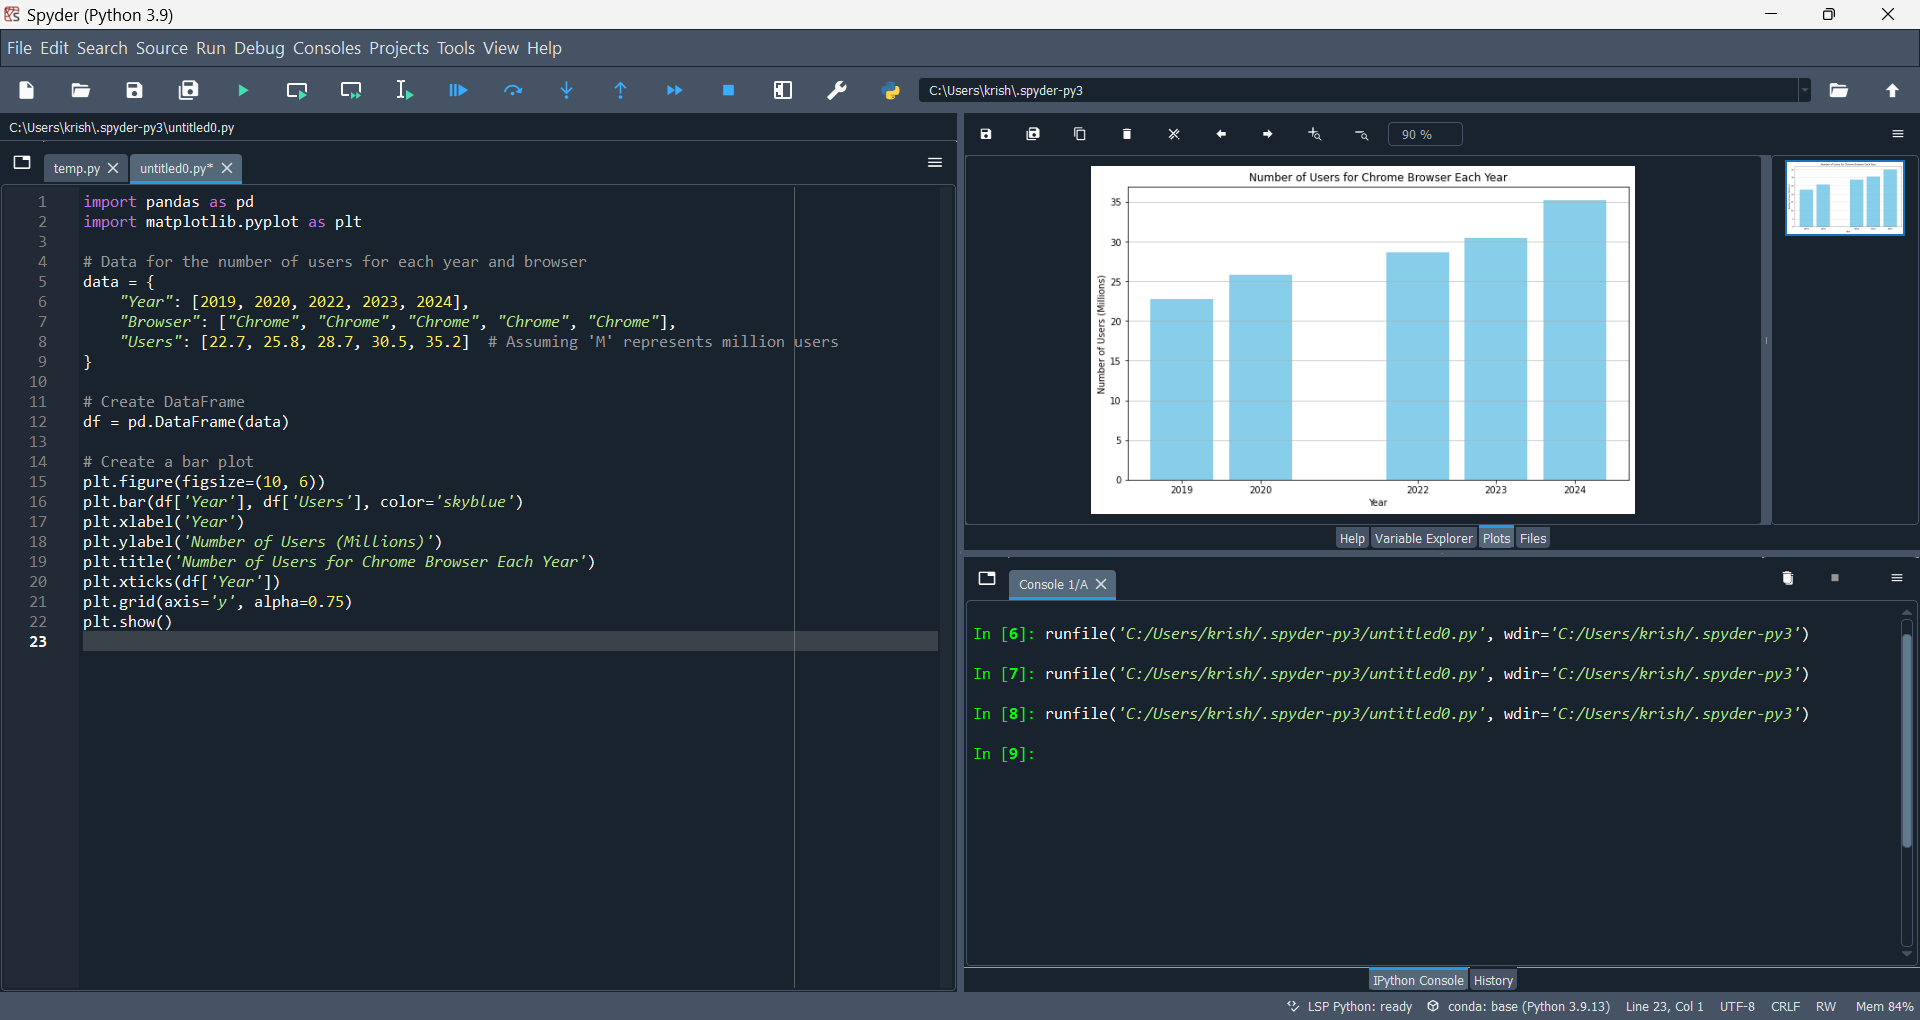 Spyder (Python 3.9)
File Edit Search Source Run Debug Consoles Projects Tools View Help
C:\Users\krish\.spyder-py3
C:\Users\krish\.spyder-py3\untitled0.py
temp.py
untitled0.py*
1 import pandas as pd
2 import matplotlib.pyplot as plt
3
4 # Data for the number of users for each year and browser
5 data = {
6 "Year": [2019, 2020, 2022, 2023, 2024],
7 "Browser": ["Chrome", "Chrome", "Chrome", "Chrome", "Chrome"],
8 "Users": [22.7, 25.8, 28.7, 30.5, 35.2] # Assuming 'M' represents million users
9 }
10
11 # Create DataFrame
12 df = pd.DataFrame(data)
13
14 # Create a bar plot
15 plt.figure(figsize=(10, 6))
16 plt.bar(df['Year'], df['Users'], color='skyblue')
17 plt.xlabel('Year')
18 plt.ylabel('Number of Users (Millions)')
19 plt.title('Number of Users for Chrome Browser Each Year')
20 plt.xticks(df['Year'])
21 plt.grid(axis='y', alpha=0.75)
22 plt.show()
23
90 %
Number of Users for Chrome Browser Each Year
Number of Users (Millions)
35
30
25
20
15
10
5
0
2019 2020 2022 2023 2024
Year
Help Variable Explorer Plots Files
Console 1/A
In [6]: runfile('C:/Users/krish/.spyder-py3/untitled0.py', wdir='C:/Users/krish/.spyder-py3')
In [7]: runfile('C:/Users/krish/.spyder-py3/untitled0.py', wdir='C:/Users/krish/.spyder-py3')
In [8]: runfile('C:/Users/krish/.spyder-py3/untitled0.py', wdir='C:/Users/krish/.spyder-py3')
In [9]:
IPython Console History
LSP Python: ready conda: base (Python 3.9.13) Line 23, Col 1 UTF-8 CRLF RW Mem 84%